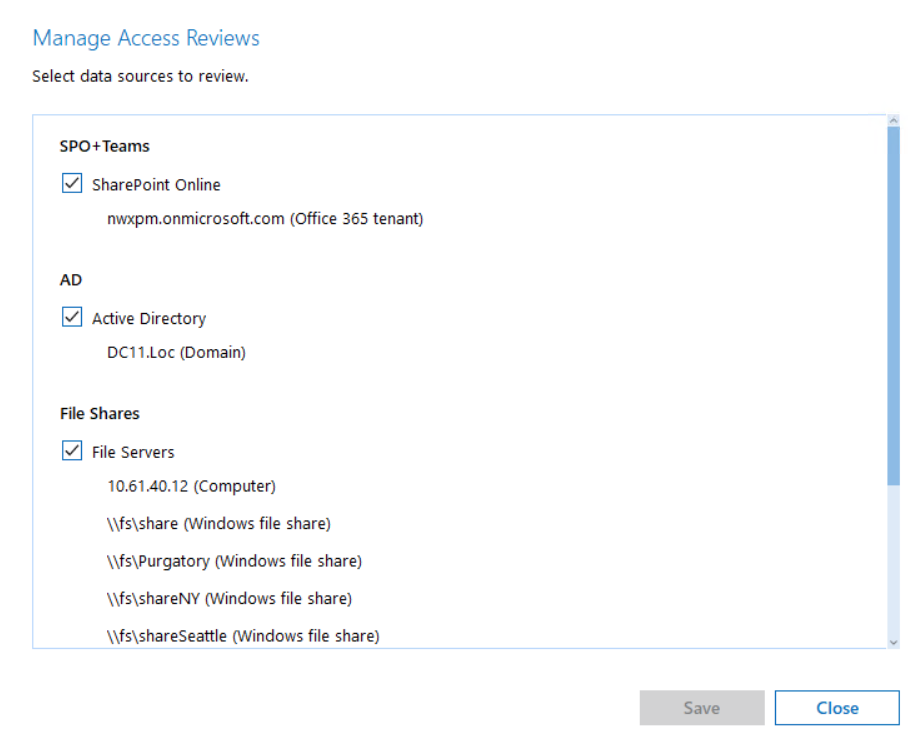 Manage Access Reviews
Select data sources to review.
SPO+Teams
SharePoint Online
nwxpm.onmicrosoft.com (Office 365 tenant)
AD
Active Directory
DC11.Loc (Domain)
File Shares
File Servers
10.61.40.12 (Computer)
\\fs\share (Windows file share)
\\fs\Purgatory (Windows file share)
\\fs\shareNY (Windows file share)
\\fs\shareSeattle (Windows file share)
Save Close